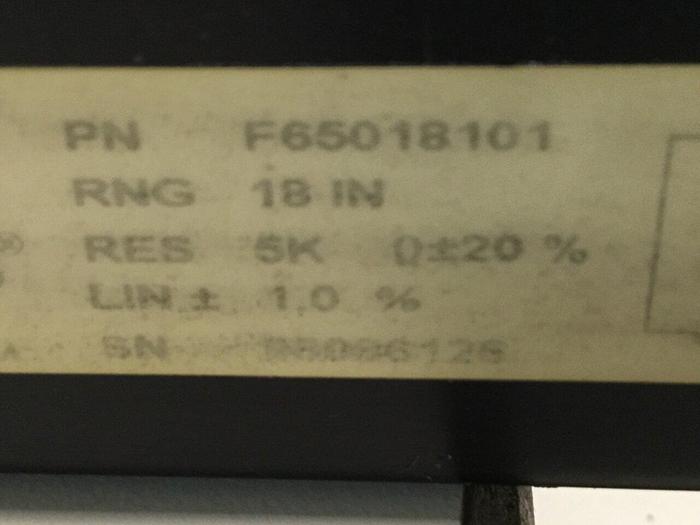 PN F65018101
RNG 18 IN
® RES 5K Ω±20 %
LIN ± 1.0 %
SN